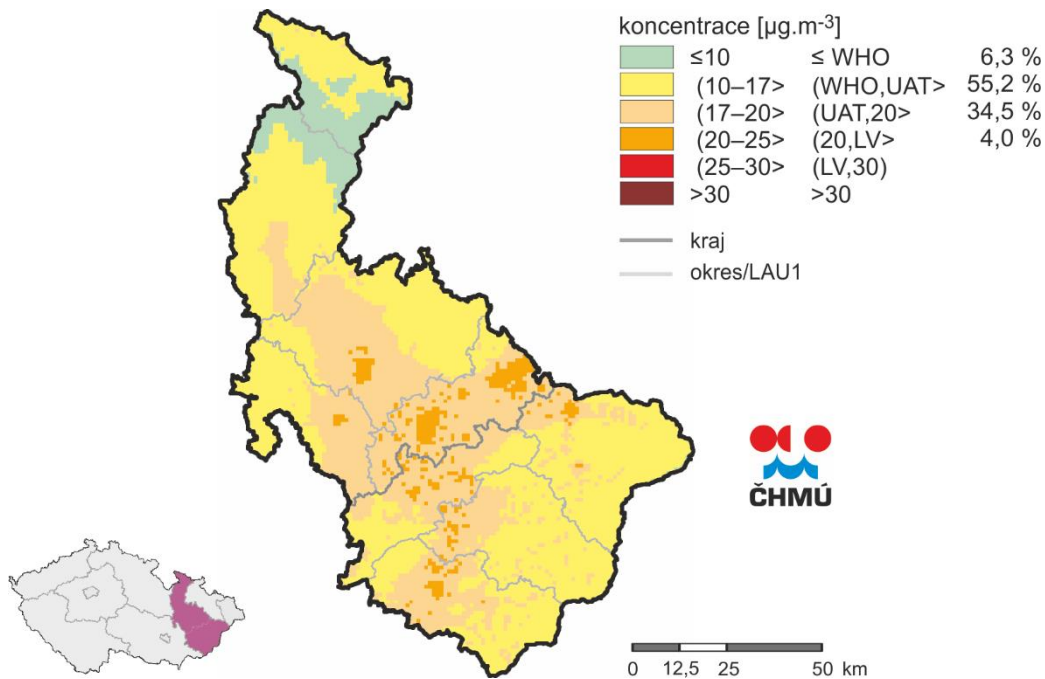 koncentrace [µg.m⁻³]
≤10 ≤ WHO 6,3 %
(10–17> (WHO,UAT> 55,2 %
(17–20> (UAT,20> 34,5 %
(20–25> (20,LV> 4,0 %
(25–30> (LV,30)
>30 >30
kraj
okres/LAU1
ČHMÚ
0 12,5 25 50 km